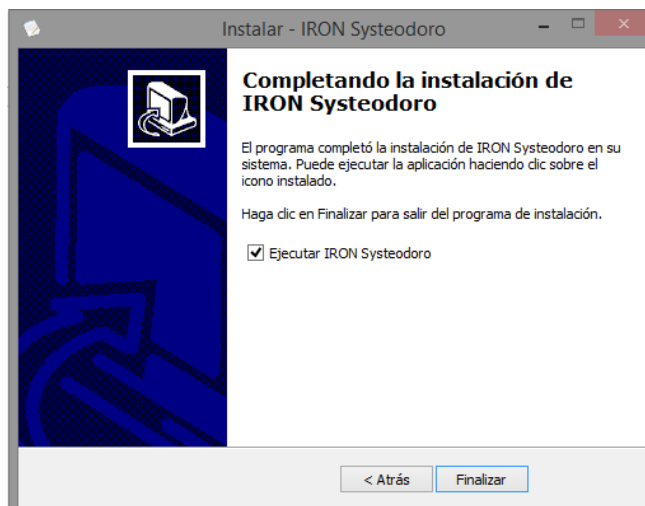 Instalar - IRON Systeodoro
Completando la instalación de
IRON Systeodoro
El programa completó la instalación de IRON Systeodoro en su
sistema. Puede ejecutar la aplicación haciendo clic sobre el
icono instalado.
Haga clic en Finalizar para salir del programa de instalación.
Ejecutar IRON Systeodoro
< Atrás
Finalizar